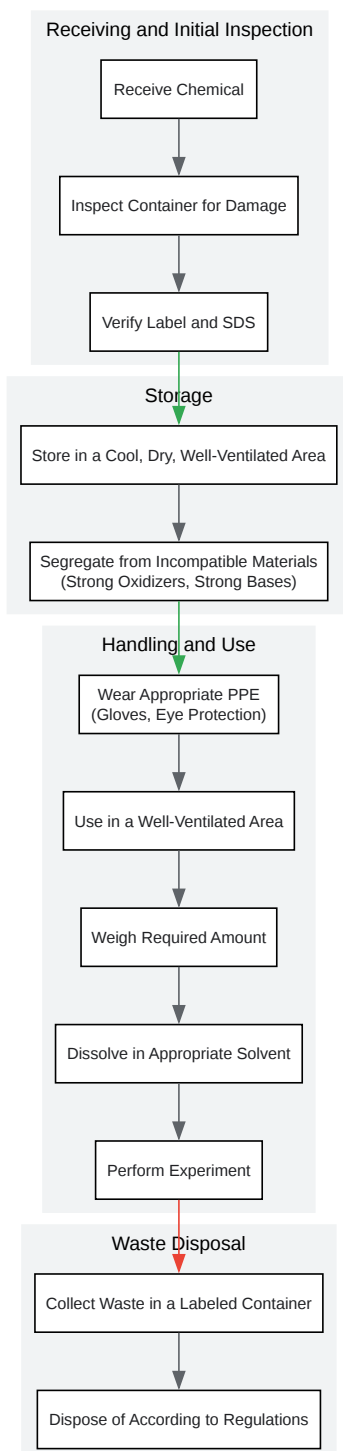 Receiving and Initial Inspection
Receive Chemical
Inspect Container for Damage
Verify Label and SDS
Storage
Store in a Cool, Dry, Well-Ventilated Area
Segregate from Incompatible Materials
(Strong Oxidizers, Strong Bases)
Handling and Use
Wear Appropriate PPE
(Gloves, Eye Protection)
Use in a Well-Ventilated Area
Weigh Required Amount
Dissolve in Appropriate Solvent
Perform Experiment
Waste Disposal
Collect Waste in a Labeled Container
Dispose of According to Regulations